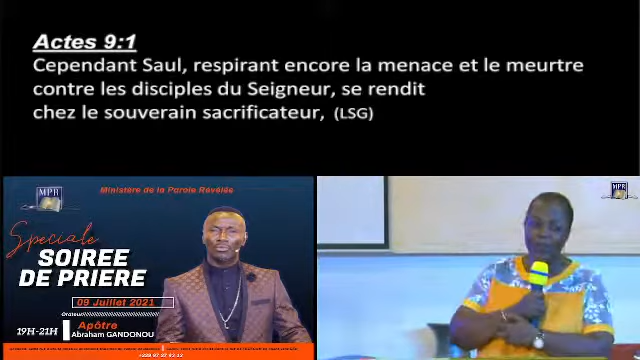 Actes 9:1
Cependant Saul, respirant encore la menace et le meurtre
contre les disciples du Seigneur, se rendit
chez le souverain sacrificateur, (LSG)
MPR
Ministère de la Parole Révélée
MPR
Speciale
SOIREE
DE PRIERE
09 Juillet 2021
Orateur
19H-21H
Apôtre
Abraham GANDONOU